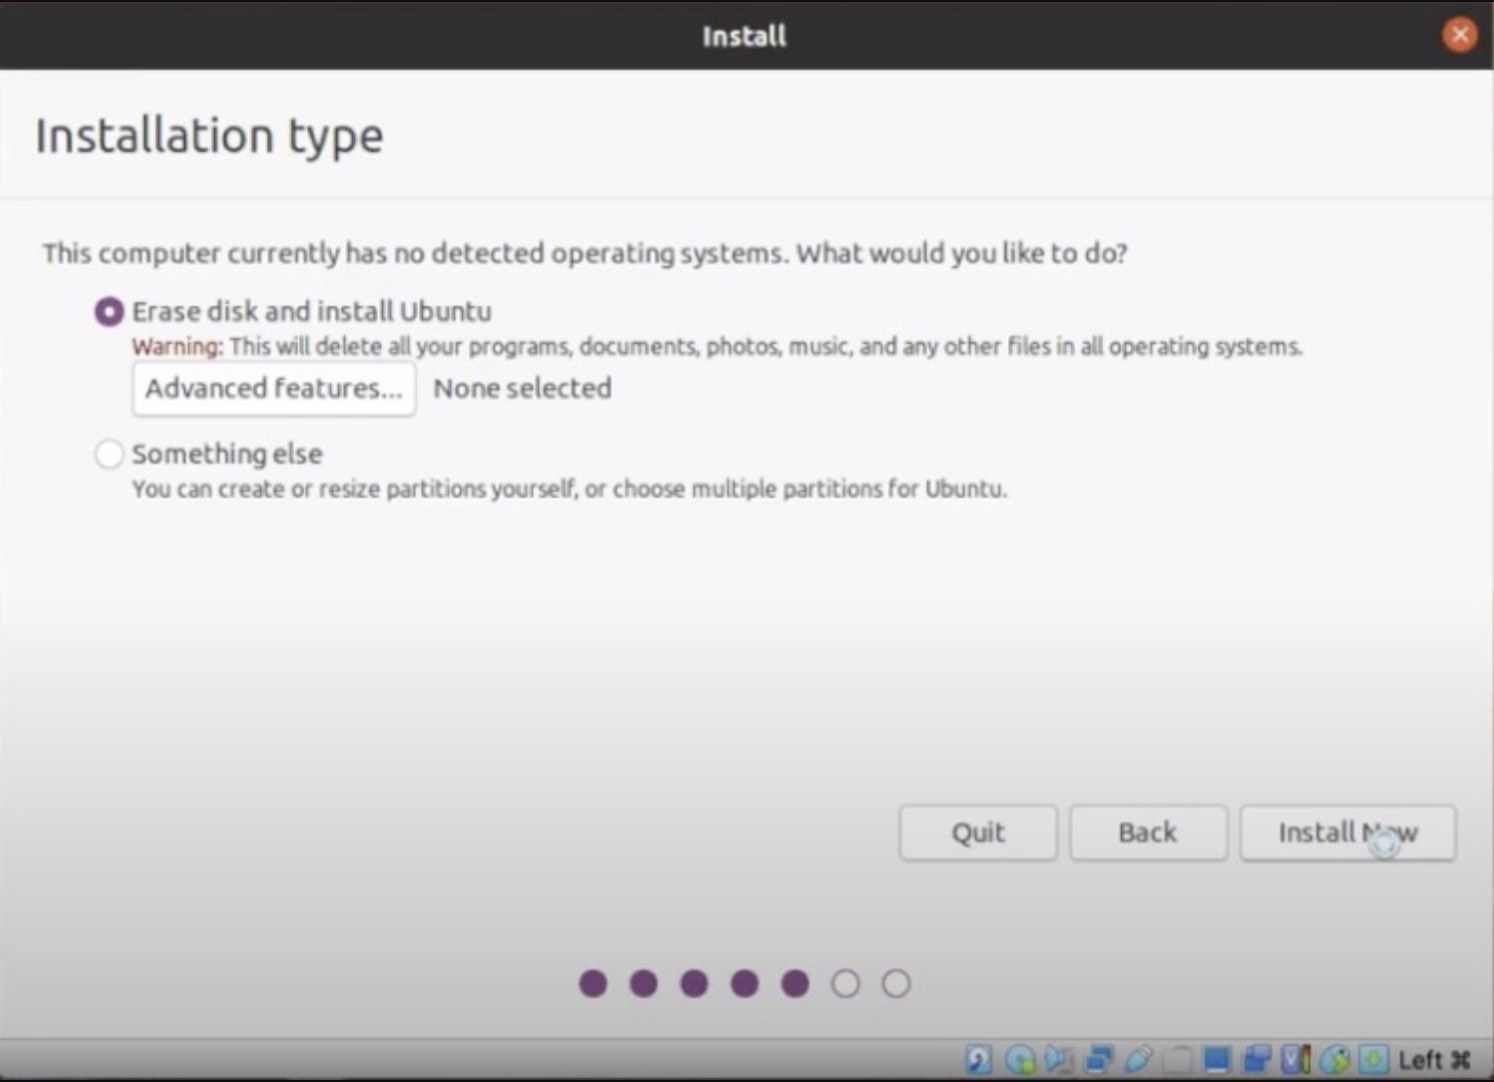 Install
Installation type
This computer currently has no detected operating systems. What would you like to do?
Erase disk and install Ubuntu
Warning: This will delete all your programs, documents, photos, music, and any other files in all operating systems.
Advanced features... None selected
Something else
You can create or resize partitions yourself, or choose multiple partitions for Ubuntu.
Quit Back Install Now
Left ⌘